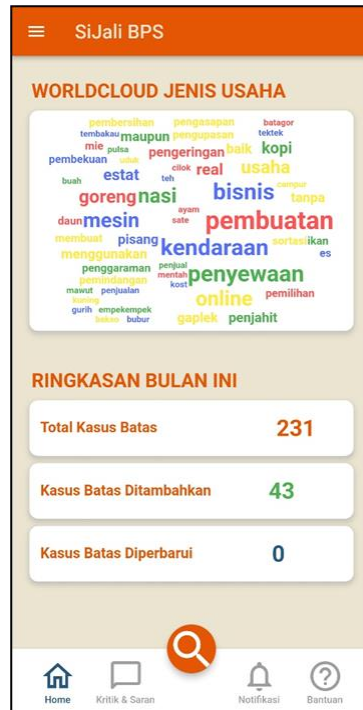 SiJali BPS
WORLDCLOUD JENIS USAHA
pembersihan pengasapan batagor
tembakau maupun pengupasan tektek
mie pulsa pengeringan baik kopi
pembekuan uduk cilok real usaha
buah estat teh campur
goreng nasi bisnis tanpa
daun mesin ayam sate pembuatan
membuat pisang kendaraan sortasi ikan
menggunakan es
penggaraman penjual penyewaan
pemindangan mentah
mawut penjualan kost online pemilihan
kuning
gurih empekempek gaplek penjahit
bakso bubur
RINGKASAN BULAN INI
Total Kasus Batas 231
Kasus Batas Ditambahkan 43
Kasus Batas Diperbarui 0
Home Kritik & Saran Notifikasi Bantuan